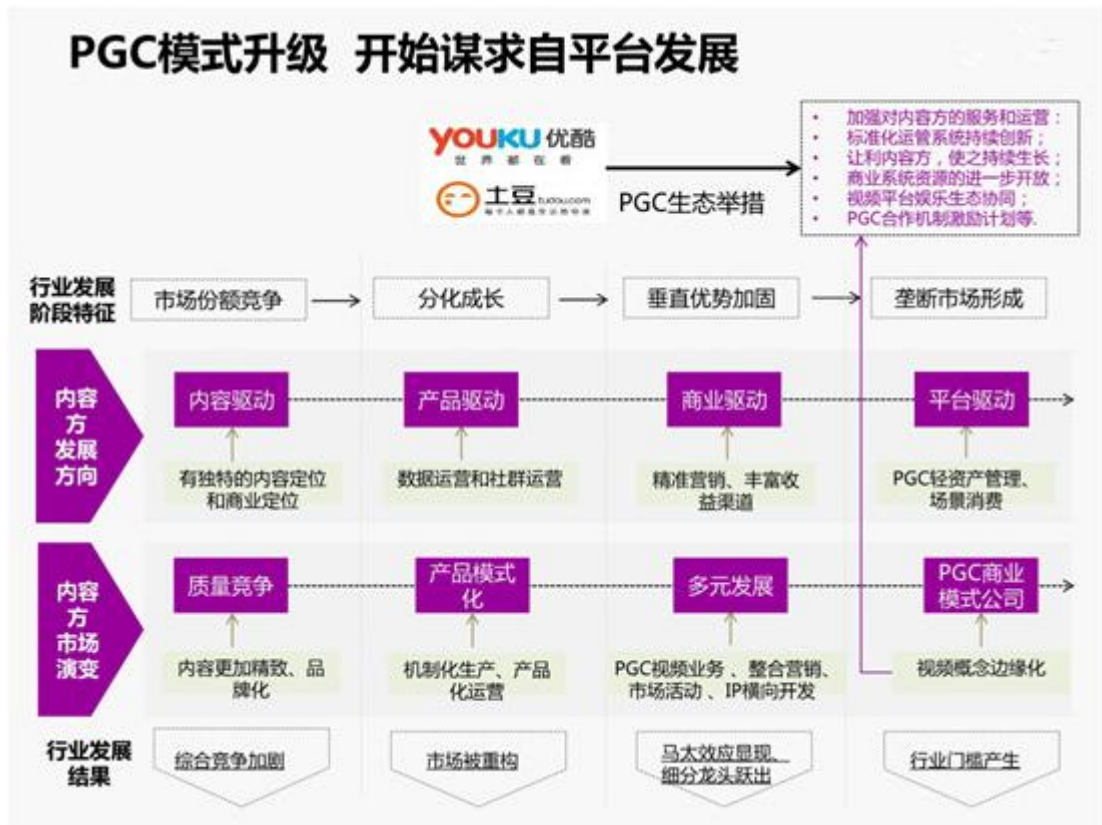 PGC模式升级 开始谋求自平台发展
YOUKU 优酷
世界都在看
土豆 tudou.com
PGC生态举措
• 加强对内容方的服务和运营；
• 标准化运管系统持续创新；
• 让利内容方，使之持续生长；
• 商业系统资源的进一步开放；
• 视频平台娱乐生态协同；
• PGC合作机制激励计划等.
行业发展
阶段特征
市场份额竞争
分化成长
垂直优势加固
垄断市场形成
内容
方
发展
方向
内容驱动
产品驱动
商业驱动
平台驱动
有独特的内容定位
和商业定位
数据运营和社群运营
精准营销、丰富收
益渠道
PGC轻资产管理、
场景消费
内容
方
市场
演变
质量竞争
产品模式
化
多元发展
PGC商业
模式公司
内容更加精致、品
牌化
机制化生产、产品
化运营
PGC视频业务、整合营销、
市场活动、IP横向开发
视频概念边缘化
行业发展
结果
综合竞争加剧
市场被重构
马太效应显现、
细分龙头跃出
行业门槛产生